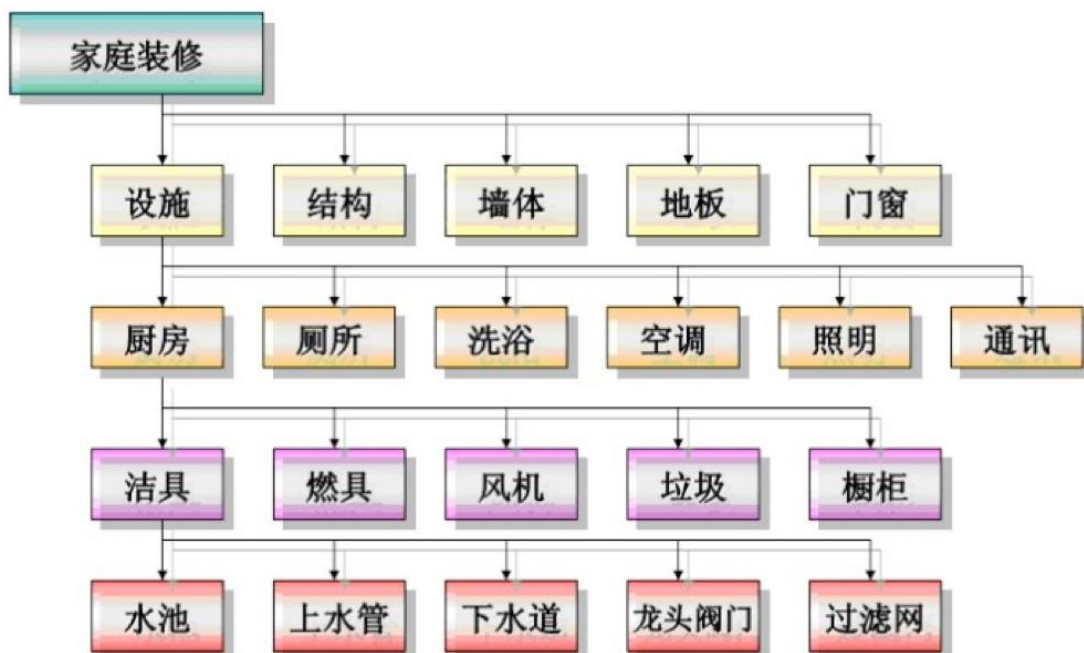 家庭装修
设施 结构 墙体 地板 门窗
厨房 厕所 洗浴 空调 照明 通讯
洁具 燃具 风机 垃圾 橱柜
水池 上水管 下水道 龙头阀门 过滤网